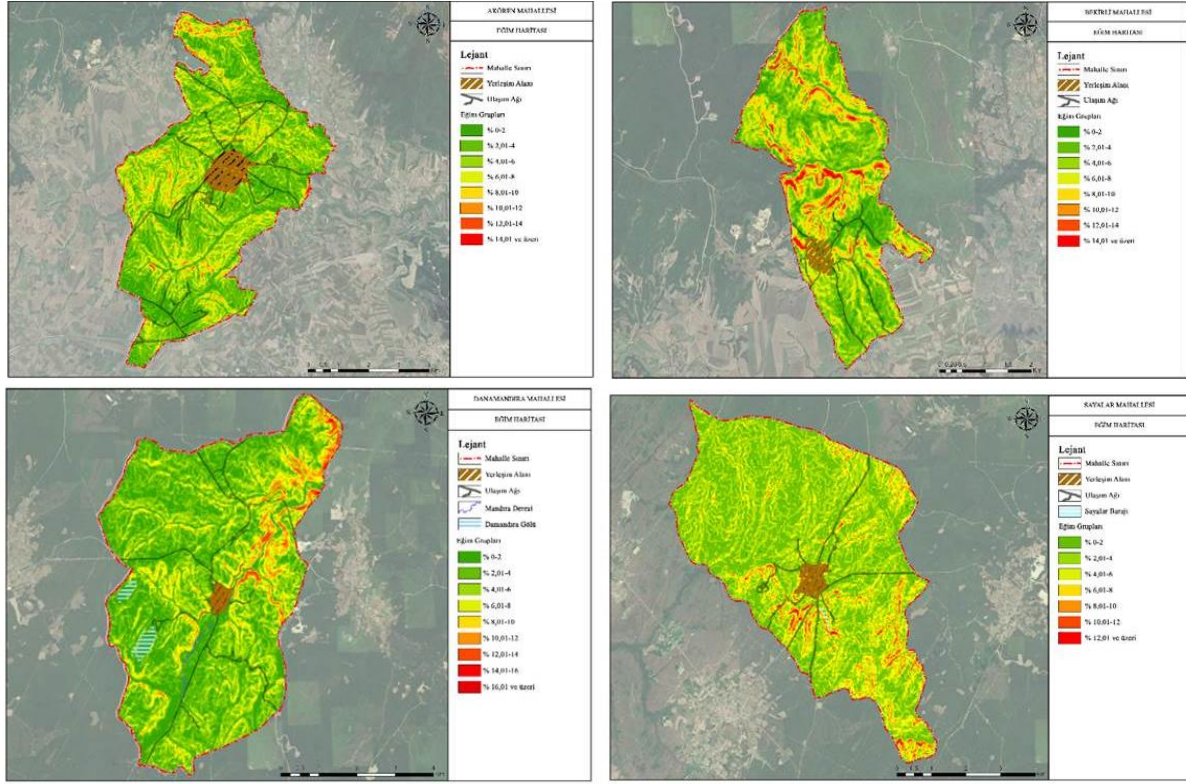 AKÖREN MAHALLESİ
EĞİM HARİTASI
Lejant
Mahalle Sınırı
Yerleşim Alanı
Ulaşım Ağı
Eğim Grupları
% 0-2
% 2,01-4
% 4,01-6
% 6,01-8
% 8,01-10
% 10,01-12
% 12,01-14
% 14,01 ve üzeri
BEKİRLİ MAHALLESİ
EĞİM HARİTASI
Lejant
Mahalle Sınırı
Yerleşim Alanı
Ulaşım Ağı
Eğim Grupları
% 0-2
% 2,01-4
% 4,01-6
% 6,01-8
% 8,01-10
% 10,01-12
% 12,01-14
% 14,01 ve üzeri
DANAMANDIRA MAHALLESİ
EĞİM HARİTASI
Lejant
Mahalle Sınırı
Yerleşim Alanı
Ulaşım Ağı
Mandıra Deresi
Damandıra Gölü
Eğim Grupları
% 0-2
% 2,01-4
% 4,01-6
% 6,01-8
% 8,01-10
% 10,01-12
% 12,01-14
% 14,01-16
% 16,01 ve üzeri
SAYALAR MAHALLESİ
EĞİM HARİTASI
Lejant
Mahalle Sınırı
Yerleşim Alanı
Ulaşım Ağı
Sayalar Barajı
Eğim Grupları
% 0-2
% 2,01-4
% 4,01-6
% 6,01-8
% 8,01-10
% 10,01-12
% 12,01 ve üzeri